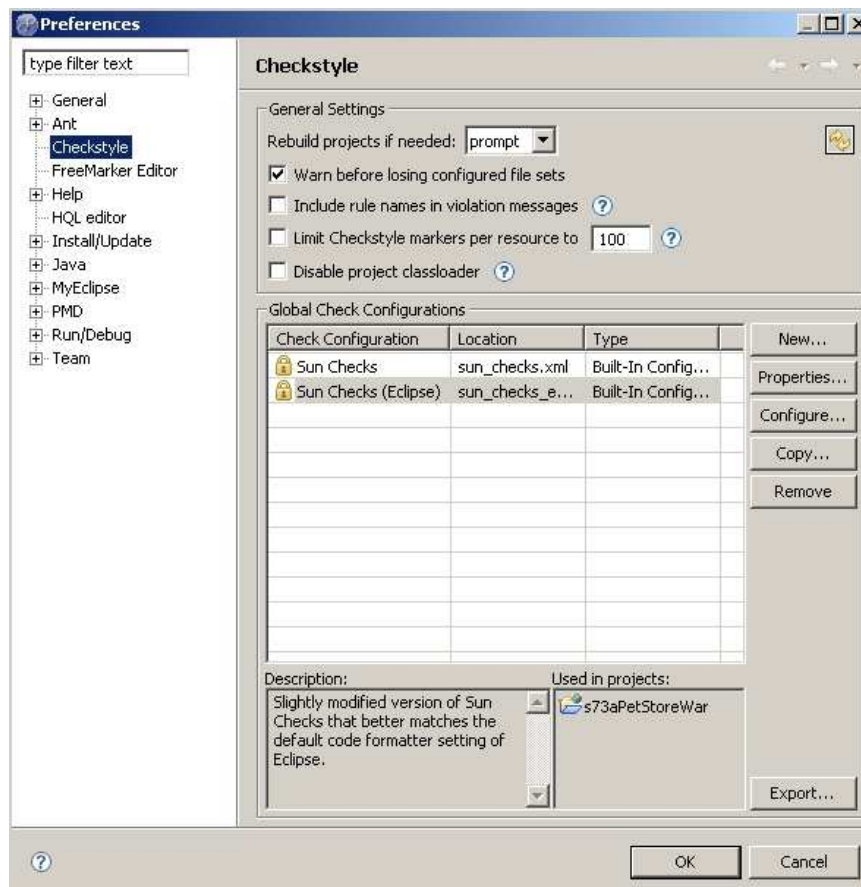 Preferences
type filter text
General
Ant
Checkstyle
FreeMarker Editor
Help
HQL editor
Install/Update
Java
MyEclipse
PMD
Run/Debug
Team
Checkstyle
General Settings
Rebuild projects if needed: prompt
Warn before losing configured file sets
Include rule names in violation messages ?
Limit Checkstyle markers per resource to 100 ?
Disable project classloader ?
Global Check Configurations
Check Configuration Location Type
Sun Checks sun_checks.xml Built-In Config...
Sun Checks (Eclipse) sun_checks_e... Built-In Config...
New...
Properties...
Configure...
Copy...
Remove
Description:
Slightly modified version of Sun
Checks that better matches the
default code formatter setting of
Eclipse.
Used in projects:
s73aPetStoreWar
Export...
?
OK
Cancel